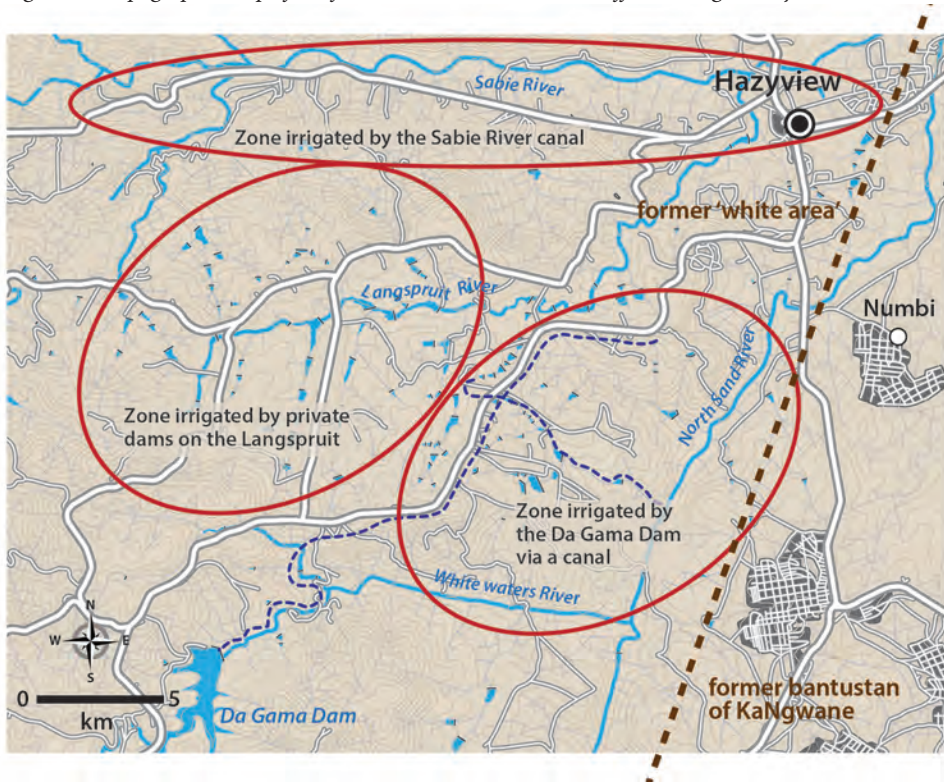 Sabie River
Hazyview
Zone irrigated by the Sabie River canal
former 'white area'
Langspruit River
Numbi
North Sand River
Zone irrigated by private
dams on the Langspruit
Zone irrigated by
the Da Gama Dam
via a canal
White waters River
N
W E
S
0 5
km
Da Gama Dam
former bantustan
of KaNgwane